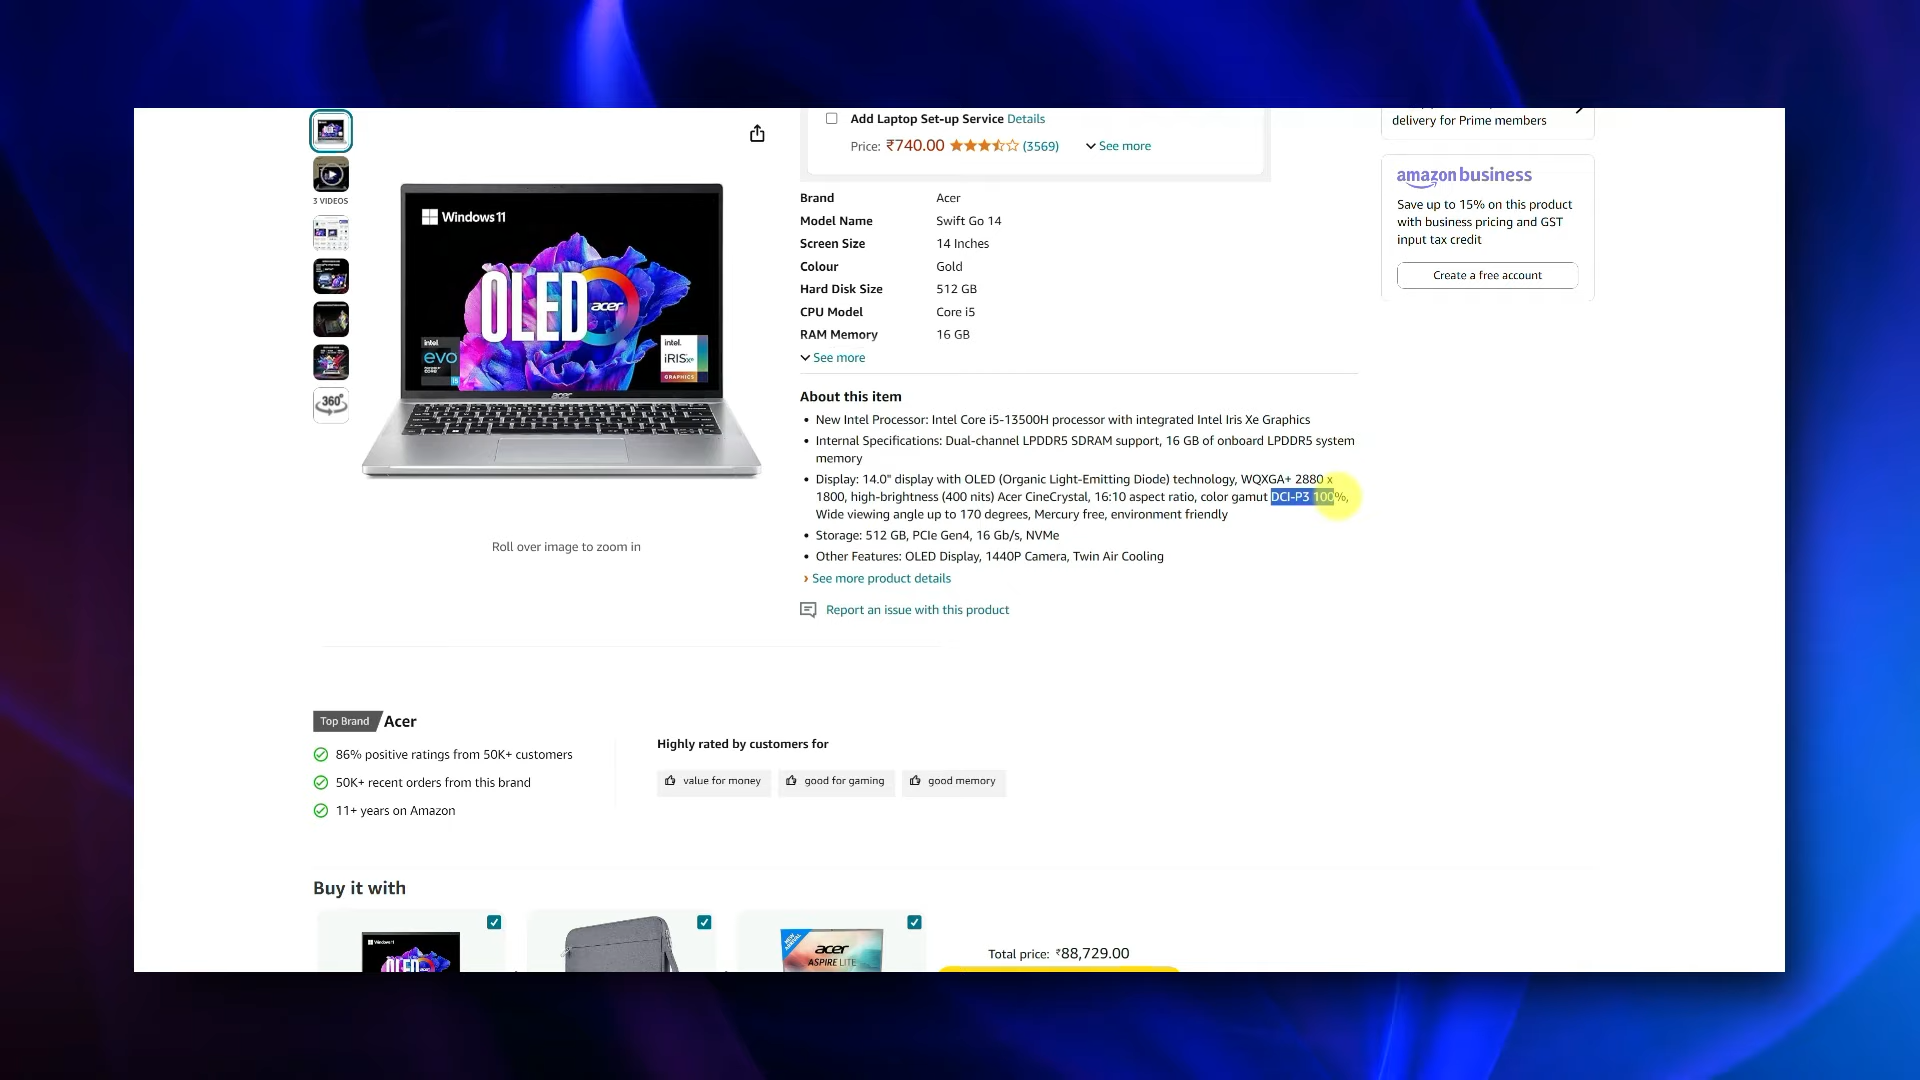 Add Laptop Set-up Service Details
Price: ₹740.00 (3569) See more
delivery for Prime members
3 VIDEOS
360°
Windows 11
OLED acer
intel evo
i5
intel iRISxe GRAPHICS
acer
Brand Acer
Model Name Swift Go 14
Screen Size 14 Inches
Colour Gold
Hard Disk Size 512 GB
CPU Model Core i5
RAM Memory 16 GB
See more
amazon business
Save up to 15% on this product
with business pricing and GST
input tax credit
Create a free account
About this item
• New Intel Processor: Intel Core i5-13500H processor with integrated Intel Iris Xe Graphics
• Internal Specifications: Dual-channel LPDDR5 SDRAM support, 16 GB of onboard LPDDR5 system
memory
• Display: 14.0" display with OLED (Organic Light-Emitting Diode) technology, WQXGA+ 2880 x
1800, high-brightness (400 nits) Acer CineCrystal, 16:10 aspect ratio, color gamut DCI-P3 100%,
Wide viewing angle up to 170 degrees, Mercury free, environment friendly
• Storage: 512 GB, PCIe Gen4, 16 Gb/s, NVMe
• Other Features: OLED Display, 1440P Camera, Twin Air Cooling
› See more product details
Report an issue with this product
Roll over image to zoom in
Top Brand Acer
86% positive ratings from 50K+ customers
50K+ recent orders from this brand
11+ years on Amazon
Highly rated by customers for
value for money good for gaming good memory
Buy it with
Windows 11
OLED
NEW ARRIVAL
acer
ASPIRE LITE
Total price: ₹88,729.00